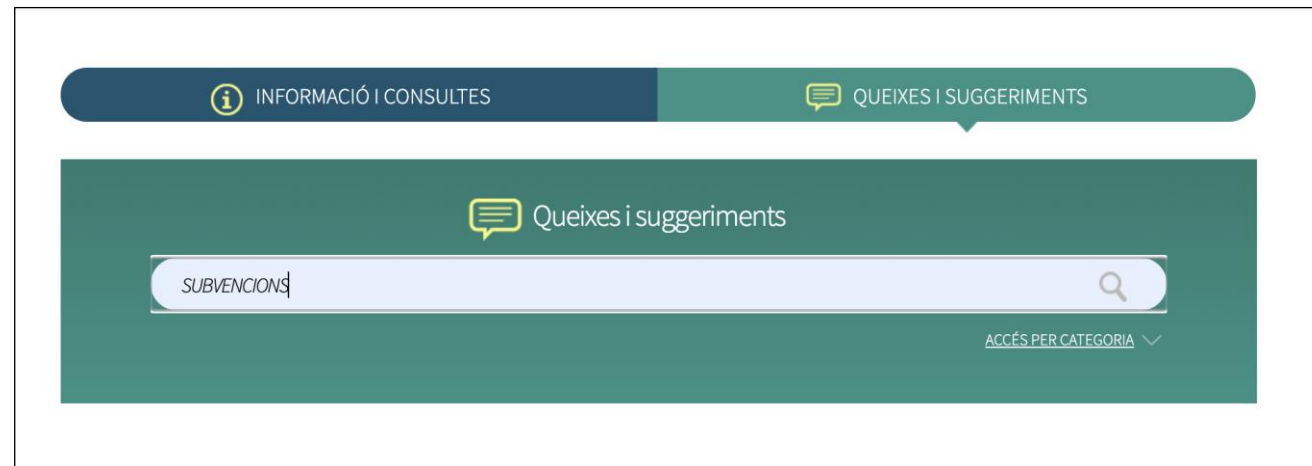 INFORMACIÓ I CONSULTES
QUEIXES I SUGGERIMENTS
Queixes i suggeriments
SUBVENCIONS
ACCÉS PER CATEGORIA